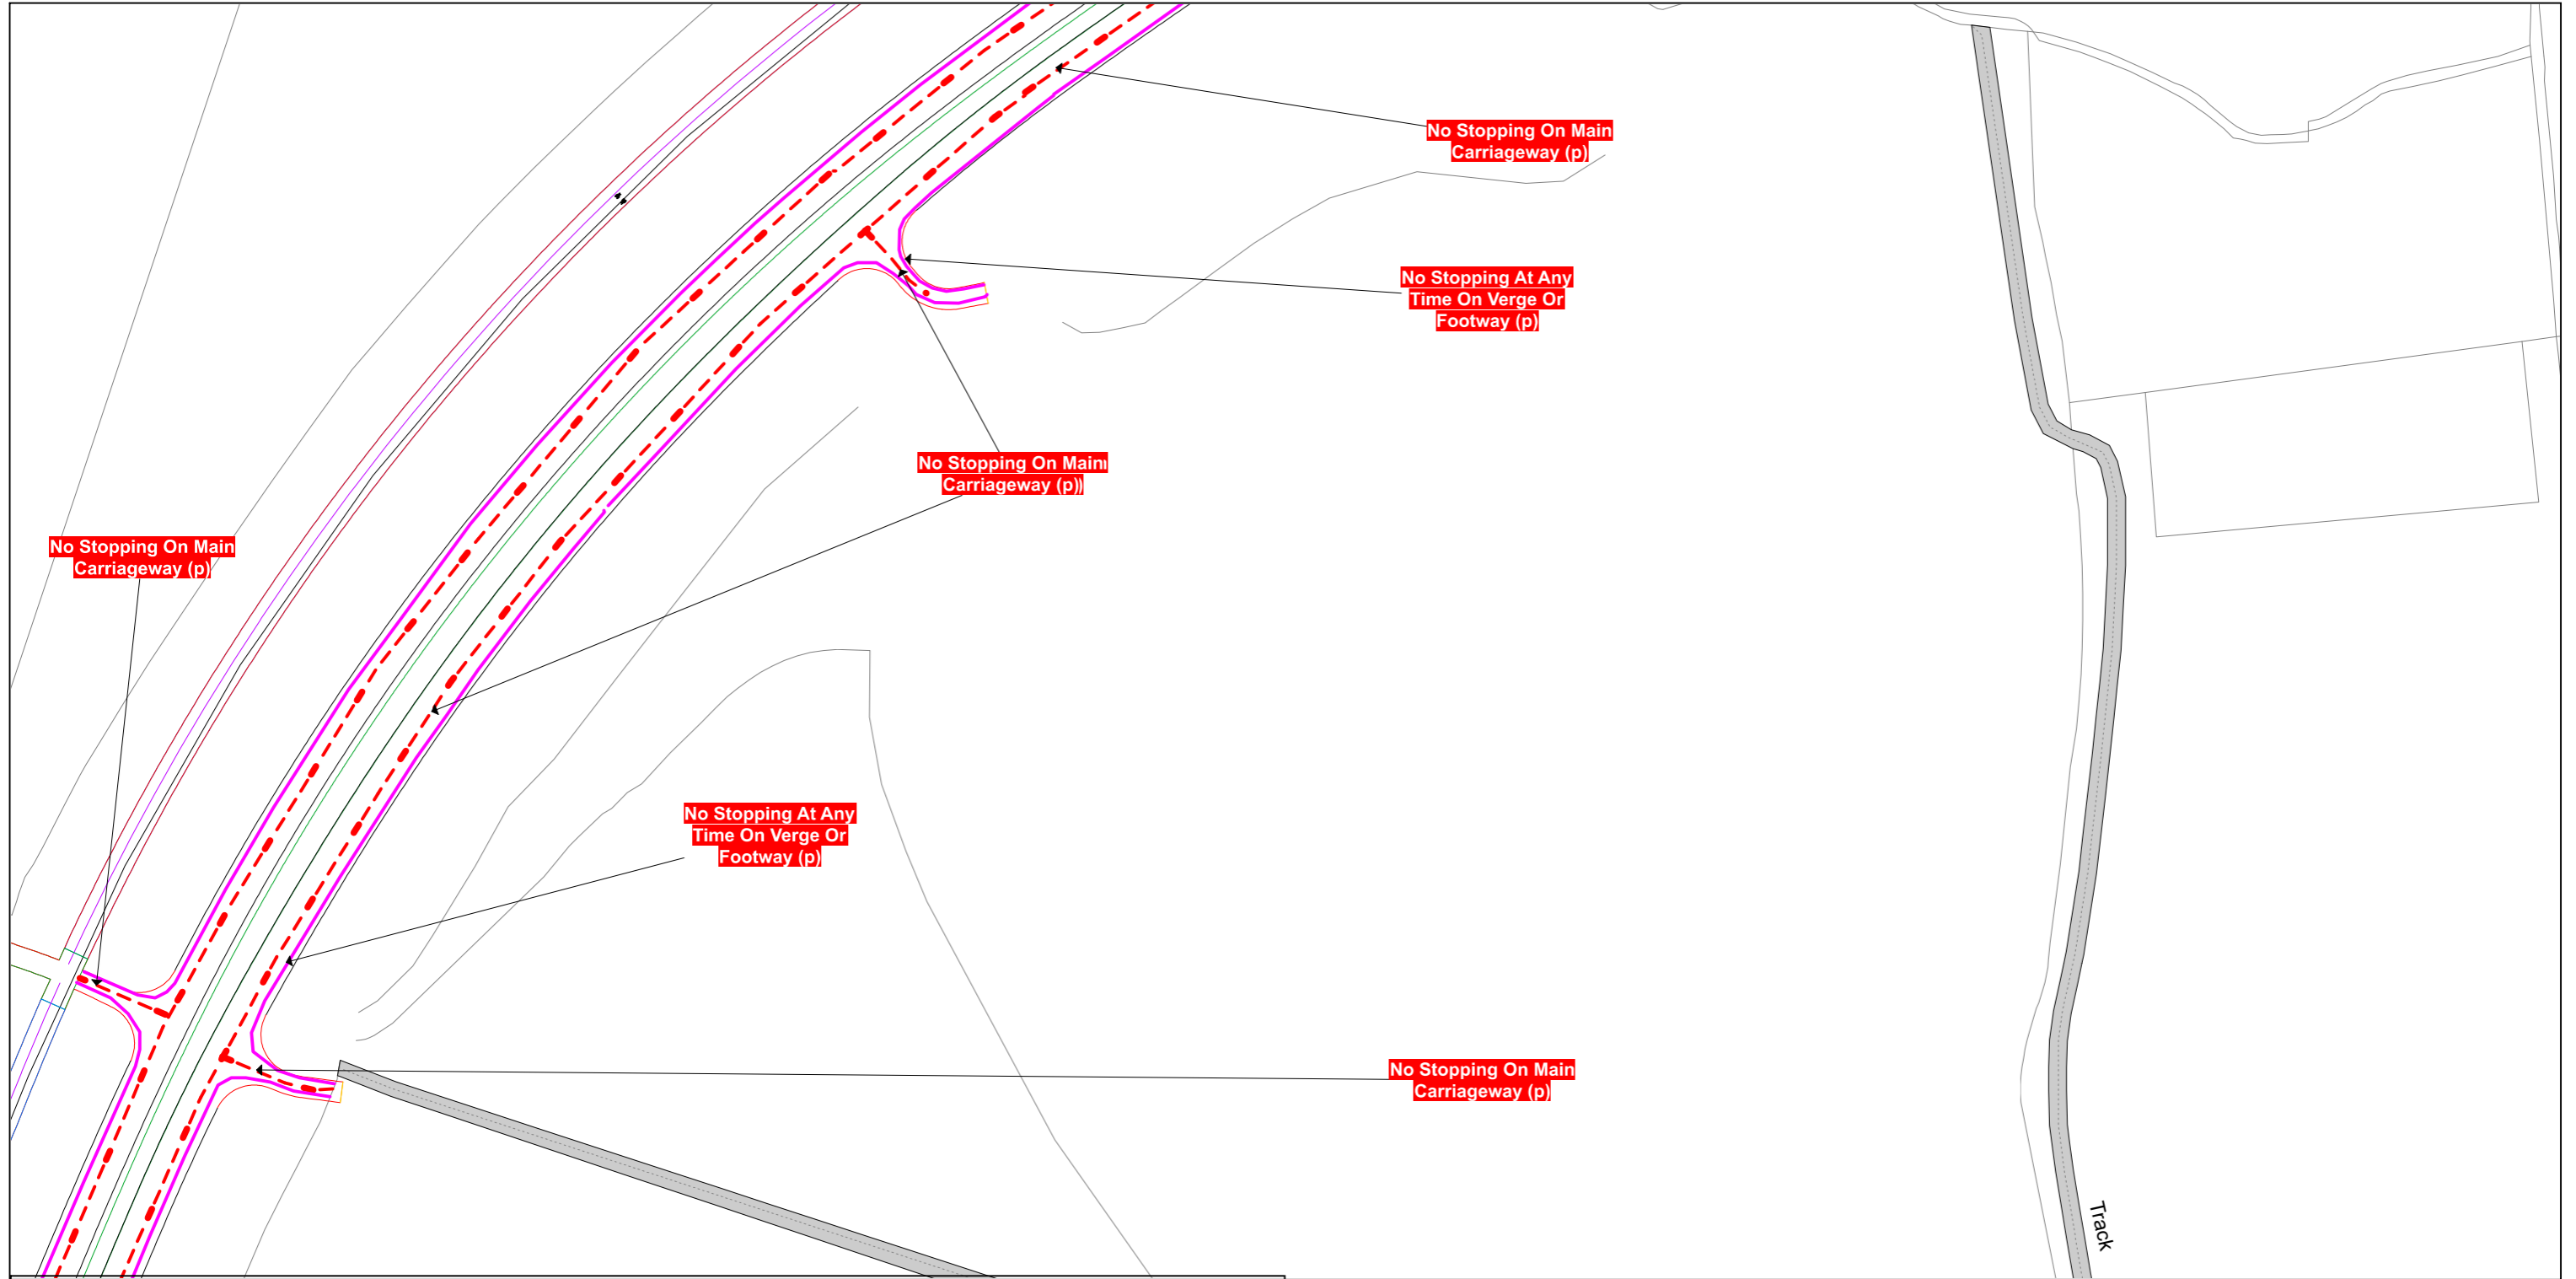 No Stopping On Main
Carriageway (p)
No Stopping At Any
Time On Verge Or
Footway (p)
No Stopping On Main
Carriageway (p))
No Stopping On Main
Carriageway (p)
No Stopping At Any
Time On Verge Or
Footway (p)
No Stopping On Main
Carriageway (p)
Track